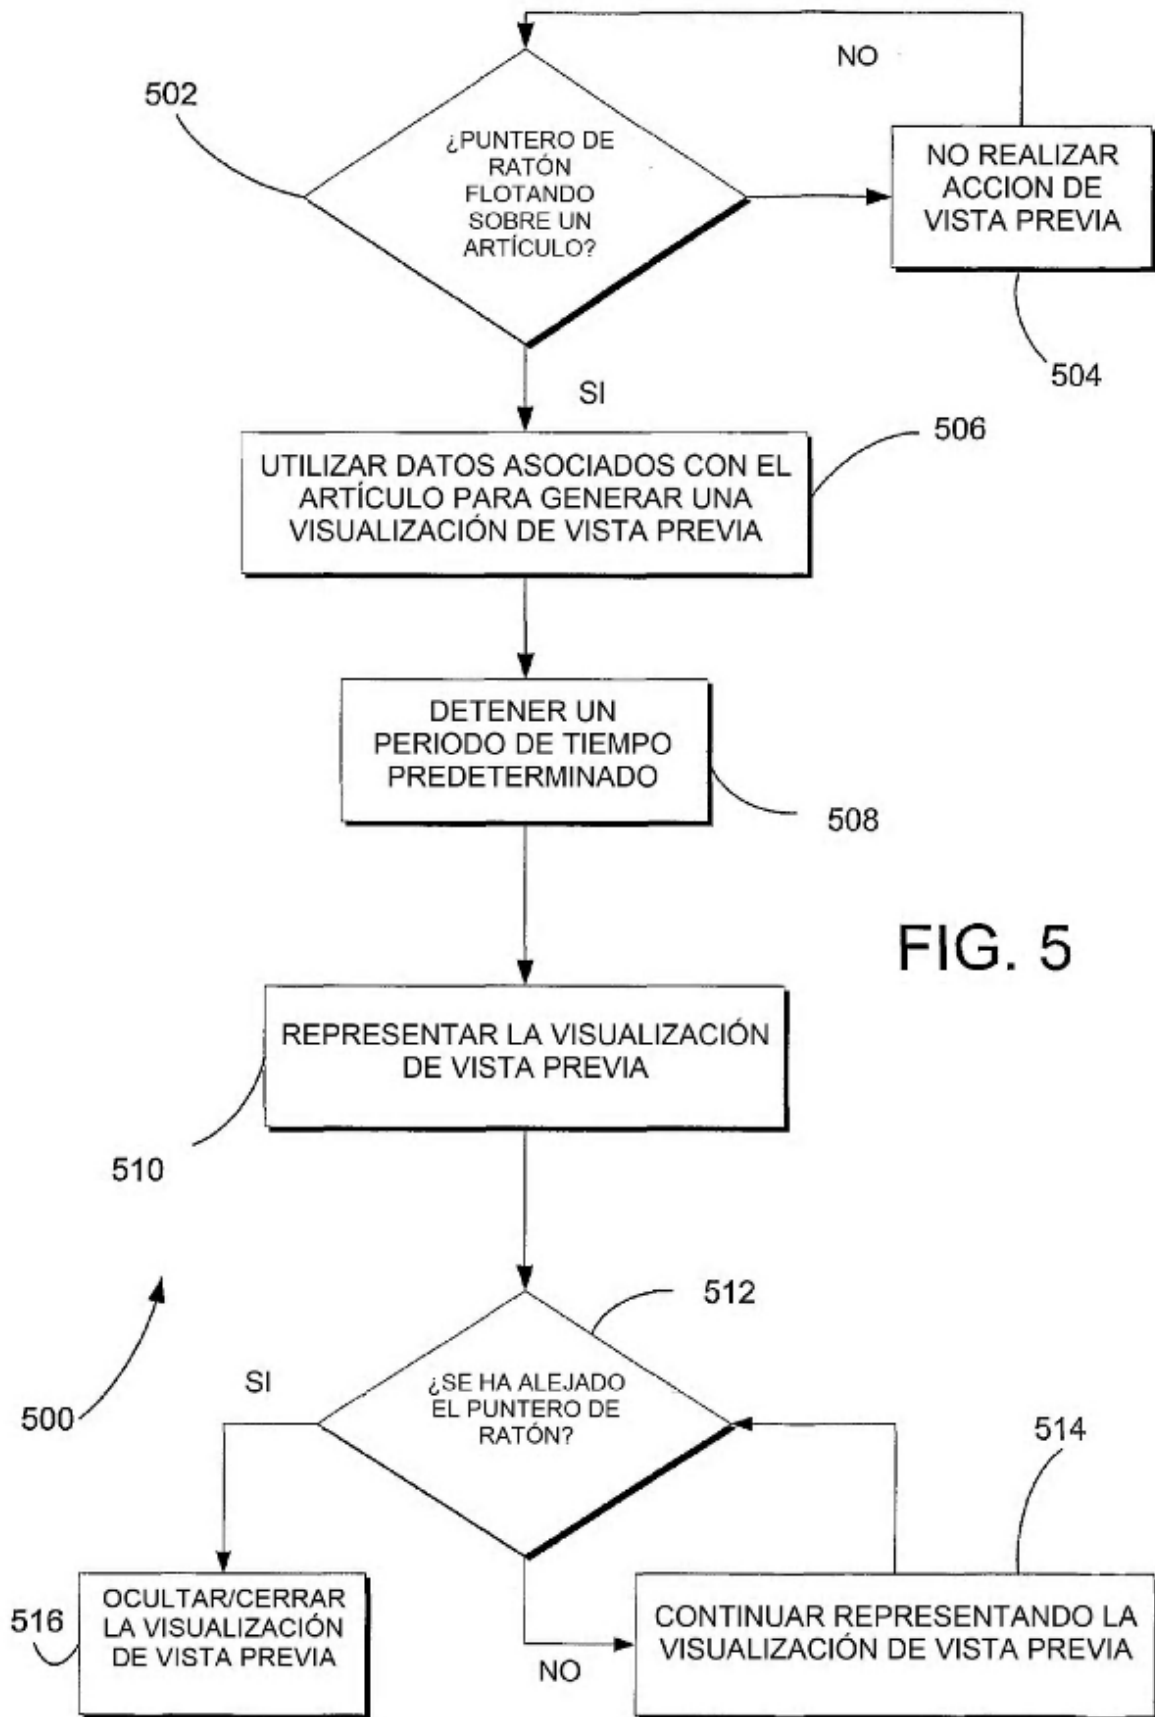 NO
502
¿PUNTERO DE
RATÓN
FLOTANDO
SOBRE UN
ARTÍCULO?
NO REALIZAR
ACCION DE
VISTA PREVIA
504
SI
506
UTILIZAR DATOS ASOCIADOS CON EL
ARTÍCULO PARA GENERAR UNA
VISUALIZACIÓN DE VISTA PREVIA
DETENER UN
PERIODO DE TIEMPO
PREDETERMINADO
508
FIG. 5
REPRESENTAR LA VISUALIZACIÓN
DE VISTA PREVIA
510
512
¿SE HA ALEJADO
EL PUNTERO DE
RATÓN?
SI
500
514
OCULTAR/CERRAR
LA VISUALIZACIÓN
DE VISTA PREVIA
516
NO
CONTINUAR REPRESENTANDO LA
VISUALIZACIÓN DE VISTA PREVIA